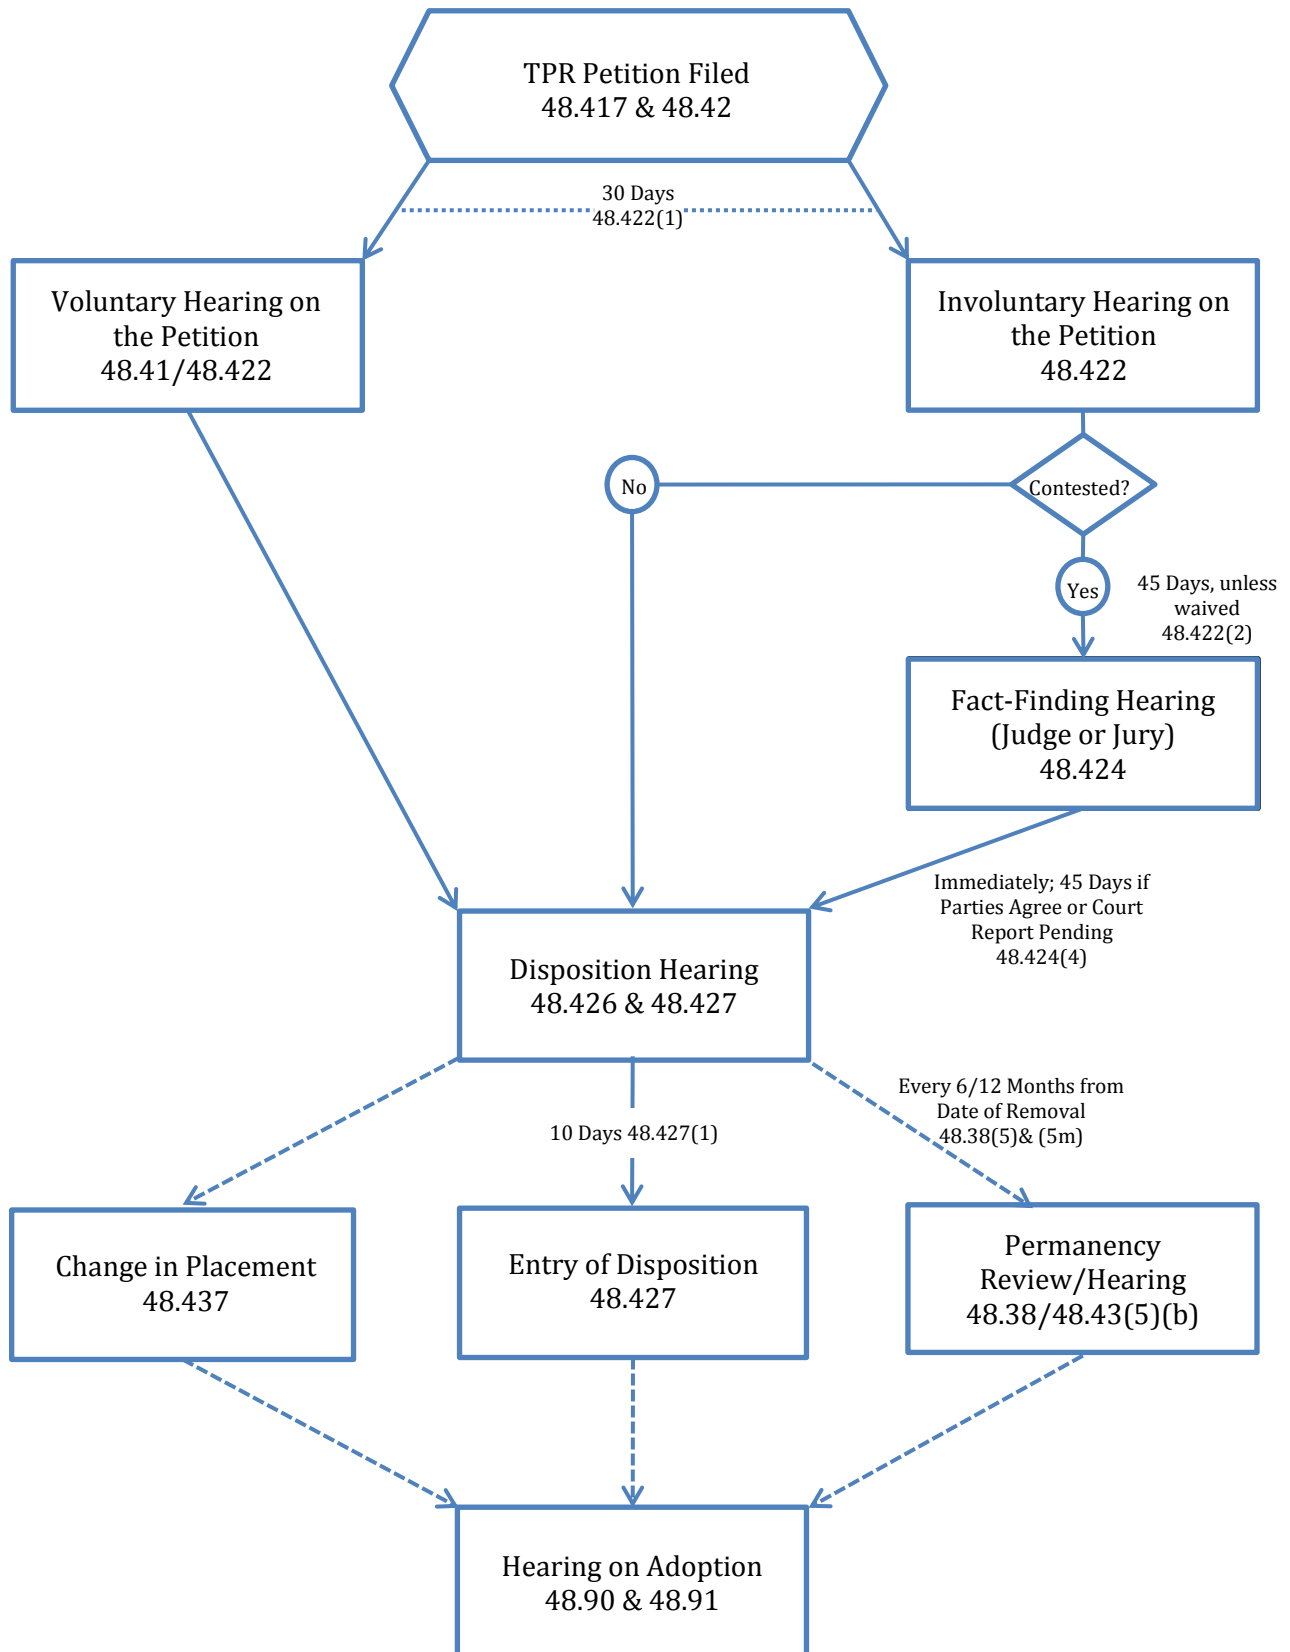 TPR Petition Filed
48.417 & 48.42
30 Days
48.422(1)
Voluntary Hearing on
the Petition
48.41/48.422
Involuntary Hearing on
the Petition
48.422
No
Contested?
Yes
45 Days, unless
waived
48.422(2)
Fact-Finding Hearing
(Judge or Jury)
48.424
Immediately; 45 Days if
Parties Agree or Court
Report Pending
48.424(4)
Disposition Hearing
48.426 & 48.427
Every 6/12 Months from
Date of Removal
48.38(5)& (5m)
10 Days 48.427(1)
Change in Placement
48.437
Entry of Disposition
48.427
Permanency
Review/Hearing
48.38/48.43(5)(b)
Hearing on Adoption
48.90 & 48.91